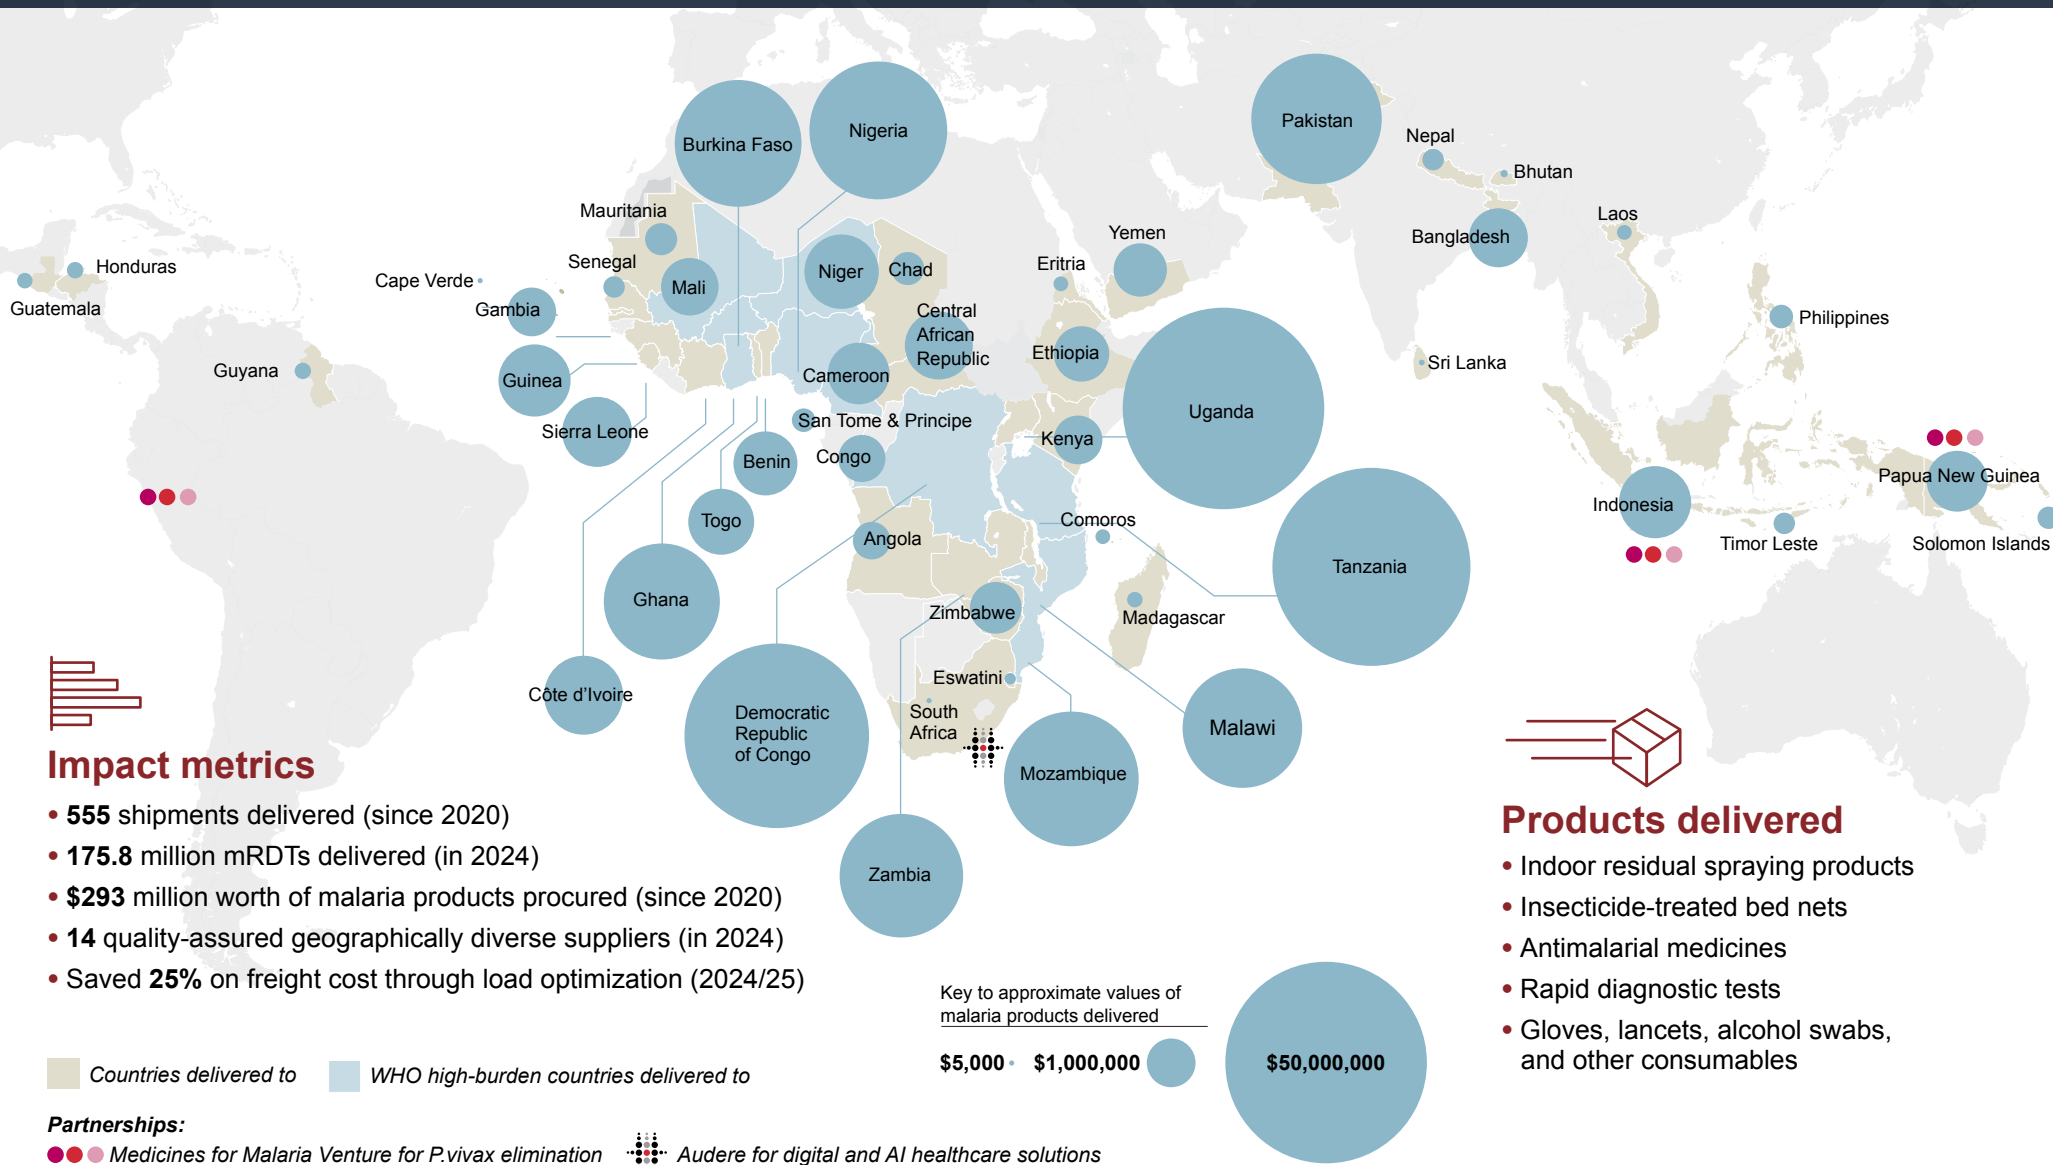 Burkina Faso
Nigeria
Pakistan
Nepal
Bhutan
Mauritania
Laos
Yemen
Bangladesh
Senegal
Honduras
Eritria
Niger
Chad
Cape Verde
Mali
Guatemala
Gambia
Central
African
Republic
Philippines
Ethiopia
Sri Lanka
Guyana
Guinea
Cameroon
Uganda
San Tome & Principe
Sierra Leone
Kenya
Congo
Benin
Papua New Guinea
Indonesia
Togo
Comoros
Angola
Timor Leste
Solomon Islands
Tanzania
Ghana
Zimbabwe
Madagascar
Eswatini
Côte d’Ivoire
Democratic
Republic
of Congo
South
Africa
Malawi
Mozambique
Zambia
Impact metrics
• 555 shipments delivered (since 2020)
• 175.8 million mRDTs delivered (in 2024)
• $293 million worth of malaria products procured (since 2020)
• 14 quality-assured geographically diverse suppliers (in 2024)
• Saved 25% on freight cost through load optimization (2024/25)
Products delivered
• Indoor residual spraying products
• Insecticide-treated bed nets
• Antimalarial medicines
• Rapid diagnostic tests
• Gloves, lancets, alcohol swabs,
and other consumables
Key to approximate values of
malaria products delivered
$5,000 $1,000,000 $50,000,000
Countries delivered to WHO high-burden countries delivered to
Partnerships:
Medicines for Malaria Venture for P.vivax elimination Audere for digital and AI healthcare solutions